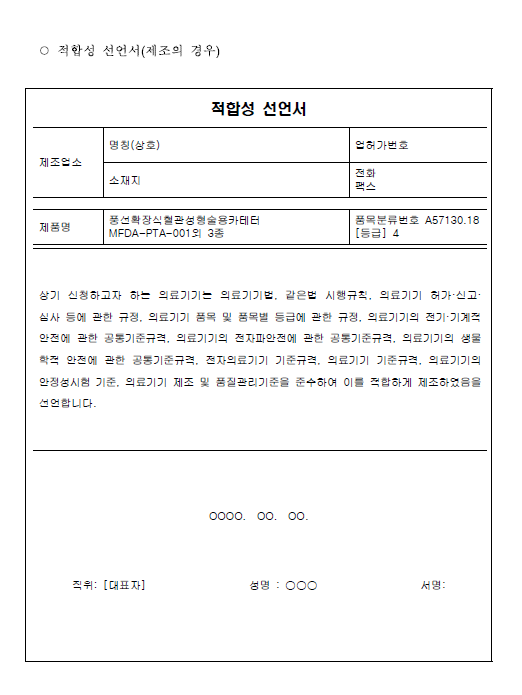 ○ 적합성 선언서(제조의 경우)
적합성 선언서
제조업소
명칭(상호)
업허가번호
소재지
전화
팩스
제품명
풍선확장식혈관성형술용카테터
MFDA-PTA-001외 3종
품목분류번호 A57130.18
[등급] 4
상기 신청하고자 하는 의료기기는 의료기기법, 같은법 시행규칙, 의료기기 허가·신고·
심사 등에 관한 규정, 의료기기 품목 및 품목별 등급에 관한 규정, 의료기기의 전기·기계적
안전에 관한 공통기준규격, 의료기기의 전자파안전에 관한 공통기준규격, 의료기기의 생물
학적 안전에 관한 공통기준규격, 전자의료기기 기준규격, 의료기기 기준규격, 의료기기의
안정성시험 기준, 의료기기 제조 및 품질관리기준을 준수하여 이를 적합하게 제조하였음을
선언합니다.
OOOO. OO. OO.
직위: [대표자] 성명 : ○○○ 서명: